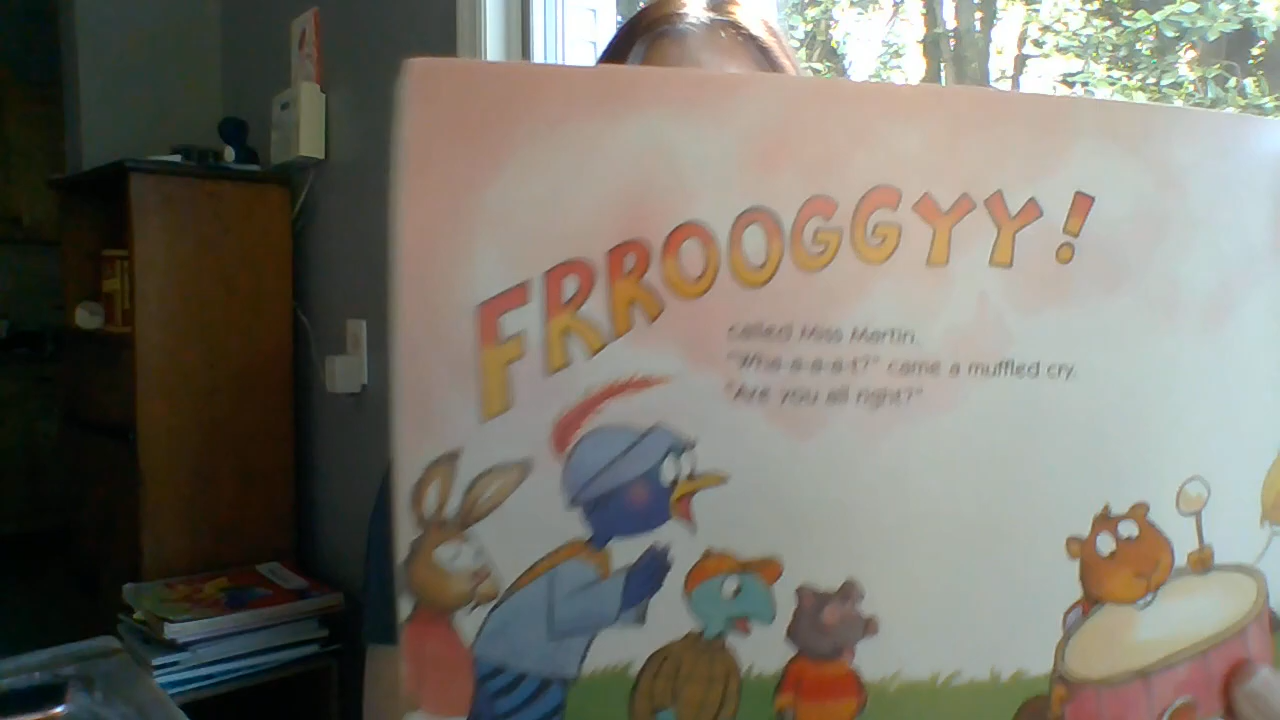 FRROOGGYY!
called Miss Martin.
"Wha-a-a-a-t?" came a muffled cry.
"Are you all right?"